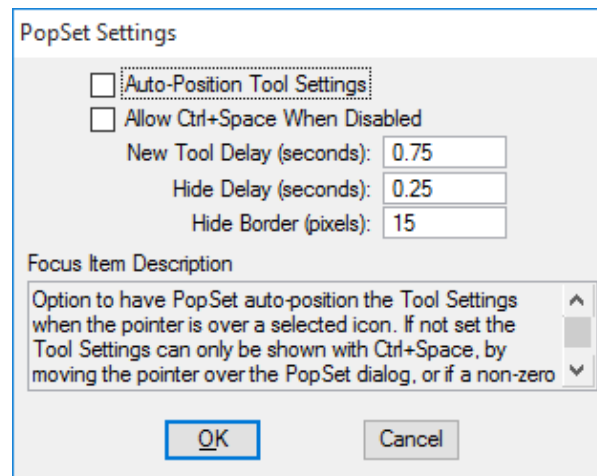 PopSet Settings
Auto-Position Tool Settings
Allow Ctrl+Space When Disabled
New Tool Delay (seconds): 0.75
Hide Delay (seconds): 0.25
Hide Border (pixels): 15
Focus Item Description
Option to have PopSet auto-position the Tool Settings
when the pointer is over a selected icon. If not set the
Tool Settings can only be shown with Ctrl+Space, by
moving the pointer over the PopSet dialog, or if a non-zero
OK Cancel